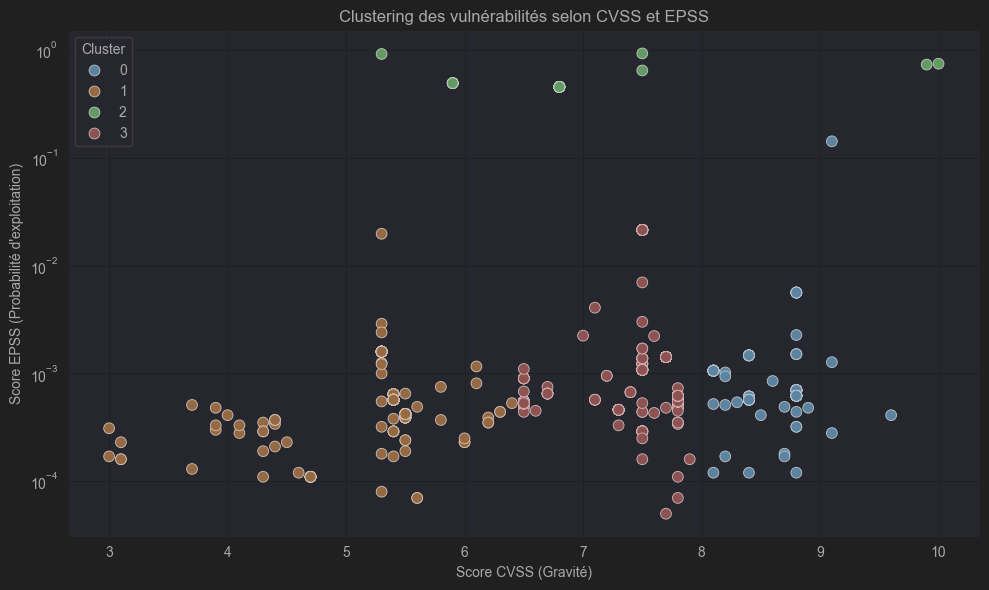 Clustering des vulnérabilités selon CVSS et EPSS
Cluster
0
1
2
3
Score EPSS (Probabilité d'exploitation)
10⁰
10⁻¹
10⁻²
10⁻³
10⁻⁴
3 4 5 6 7 8 9 10
Score CVSS (Gravité)